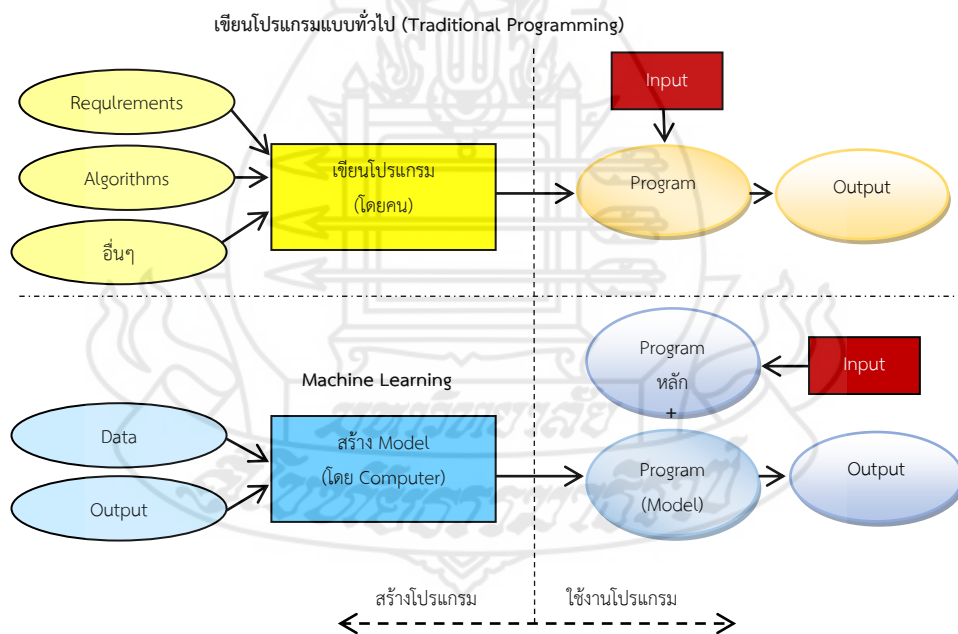 เขียนโปรแกรมแบบทั่วไป (Traditional Programming)
Requlrements
Algorithms
อื่นๆ
เขียนโปรแกรม
(โดยคน)
Input
Program
Output
Machine Learning
Data
Output
สร้าง Model
(โดย Computer)
Program
หลัก
+
Program
(Model)
Input
Output
สร้างโปรแกรม
ใช้งานโปรแกรม